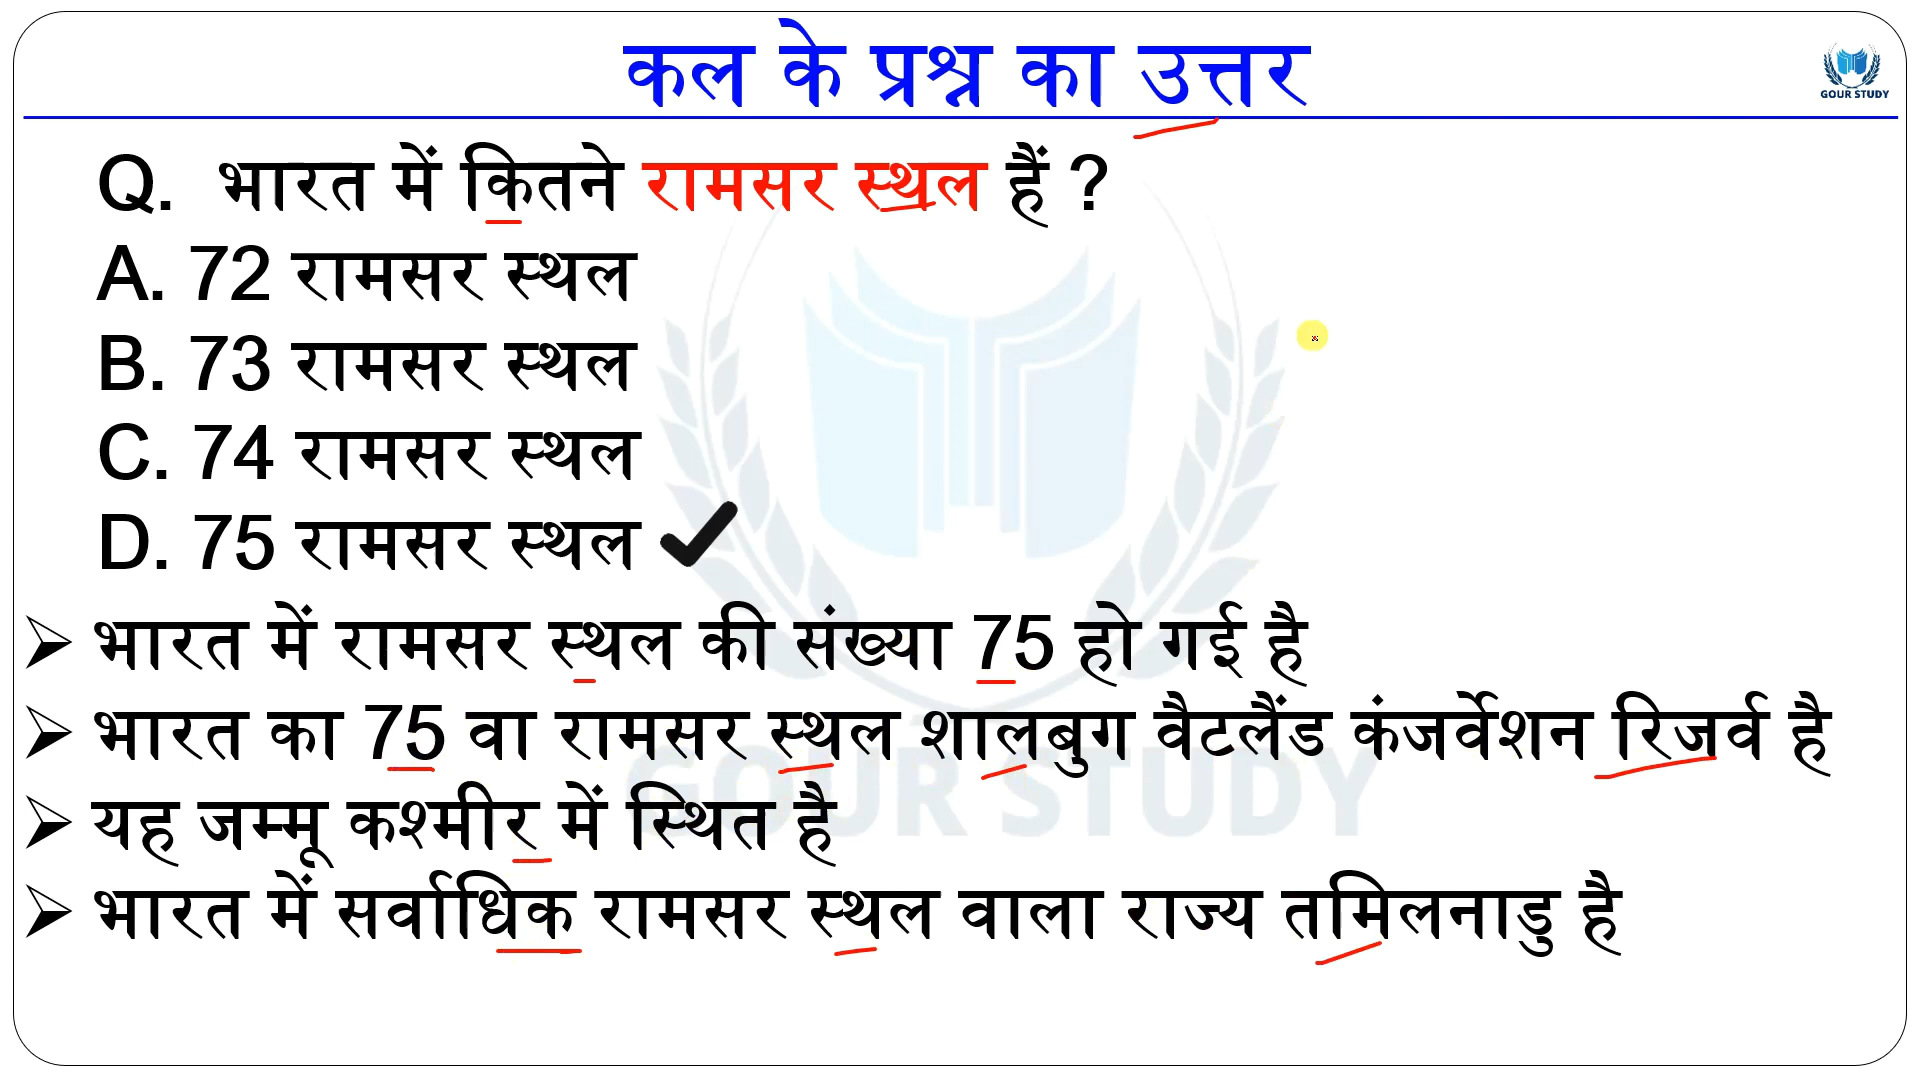 कल के प्रश्न का उत्तर
GOUR STUDY
Q. भारत में कितने रामसर स्थल हैं ?
A. 72 रामसर स्थल
B. 73 रामसर स्थल
C. 74 रामसर स्थल
D. 75 रामसर स्थल
भारत में रामसर स्थल की संख्या 75 हो गई है
भारत का 75 वा रामसर स्थल शालबुग वैटलैंड कंजर्वेशन रिजर्व है
GOUR STUDY
यह जम्मू कश्मीर में स्थित है
भारत में सर्वाधिक रामसर स्थल वाला राज्य तमिलनाडु है